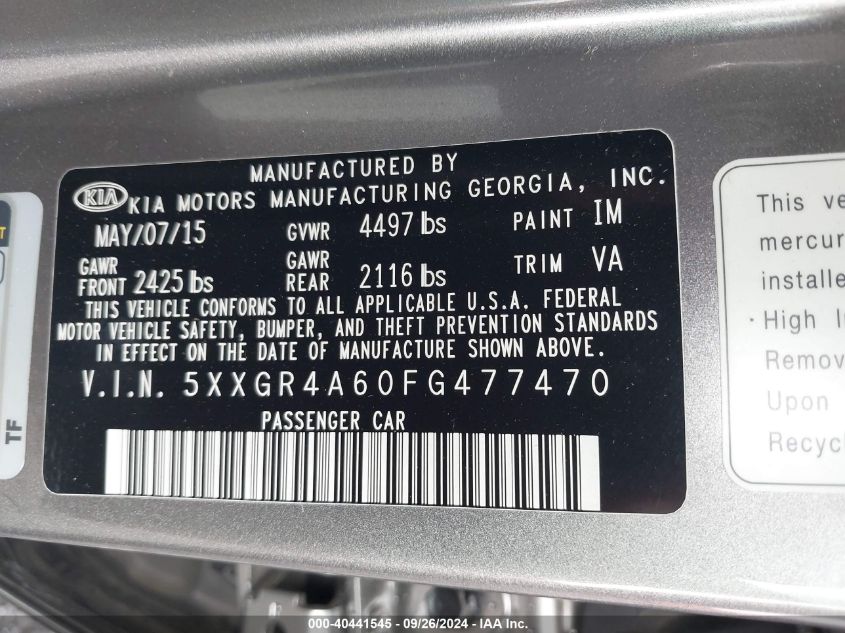 MANUFACTURED BY
KIA KIA MOTORS MANUFACTURING GEORGIA, INC.
MAY/07/15 GVWR 4497 lbs PAINT IM
GAWR FRONT 2425 lbs GAWR REAR 2116 lbs TRIM VA
THIS VEHICLE CONFORMS TO ALL APPLICABLE U.S.A. FEDERAL
MOTOR VEHICLE SAFETY, BUMPER, AND THEFT PREVENTION STANDARDS
IN EFFECT ON THE DATE OF MANUFACTURE SHOWN ABOVE.
V.I.N. 5XXGR4A60FG477470
PASSENGER CAR
TF
This ve
mercur
installe
·High I
Remov
Upon
Recycl
000-40441545 - 09/26/2024 - IAA Inc.